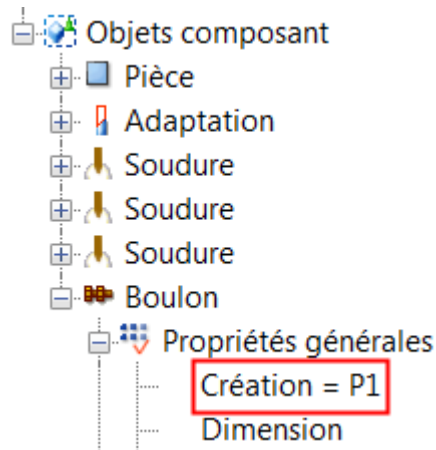 Objets composant
Pièce
Adaptation
Soudure
Soudure
Soudure
Boulon
Propriétés générales
Création = P1
Dimension